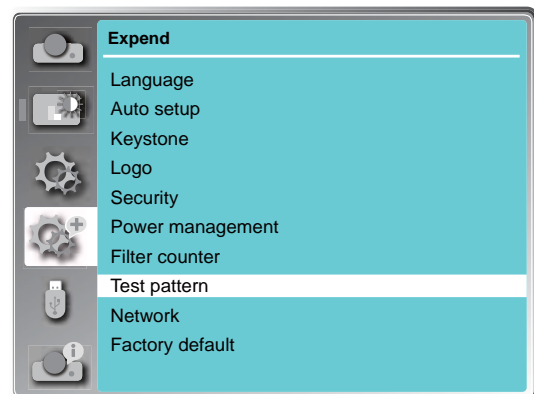 Expend
Language
Auto setup
Keystone
Logo
Security
Power management
Filter counter
Test pattern
Network
Factory default